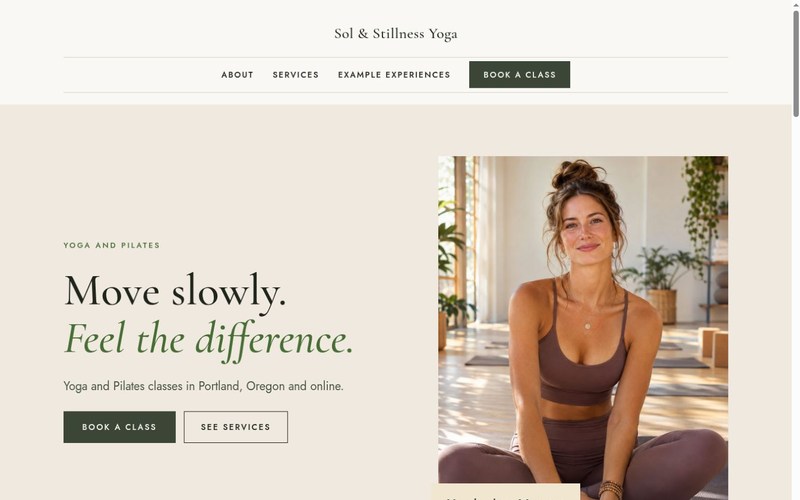 Sol & Stillness Yoga
ABOUT SERVICES EXAMPLE EXPERIENCES BOOK A CLASS
YOGA AND PILATES
Move slowly.
Feel the difference.
Yoga and Pilates classes in Portland, Oregon and online.
BOOK A CLASS SEE SERVICES